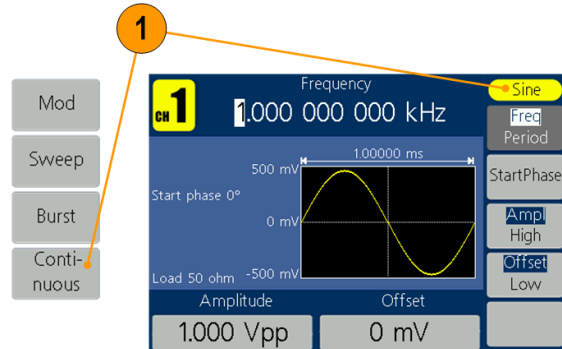 1
Mod
Sweep
Burst
Conti-
nuous
CH 1
Frequency
1.000 000 000 kHz
1.00000 ms
500 mV
Start phase 0°
0 mV
Load 50 ohm
-500 mV
Amplitude
Offset
1.000 Vpp
0 mV
Sine
Freq
Period
StartPhase
Ampl
High
Offset
Low